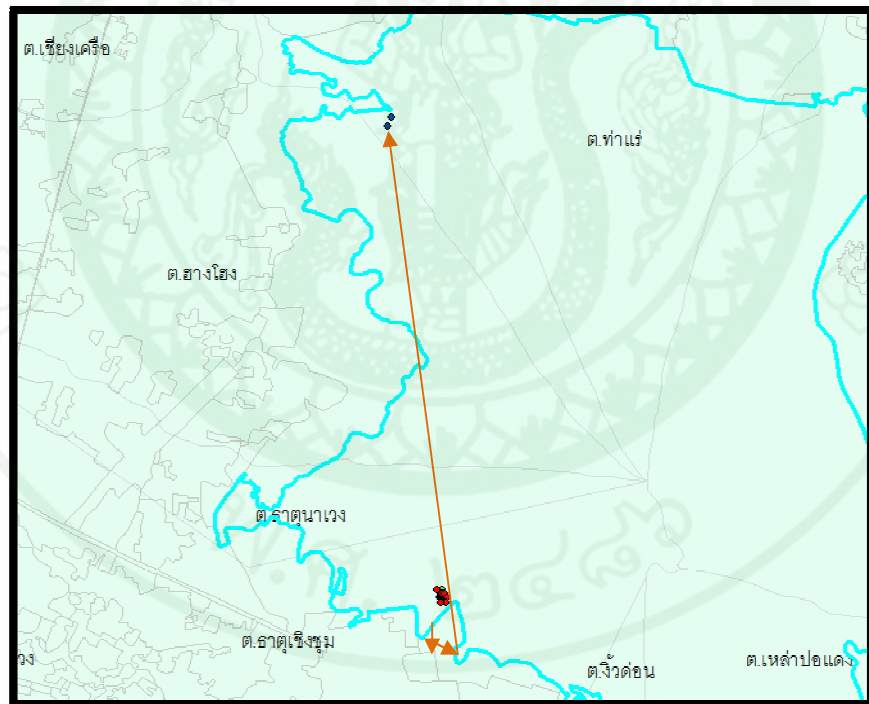 ต.เชียงเครือ
ต.ท่าแร่
ต.ฮางโฮง
ต.ธาตุนาเวง
ต.ธาตุเชิงชุม
วง
ต.งิ้วด่อน
ต.เหล่าปอแดง